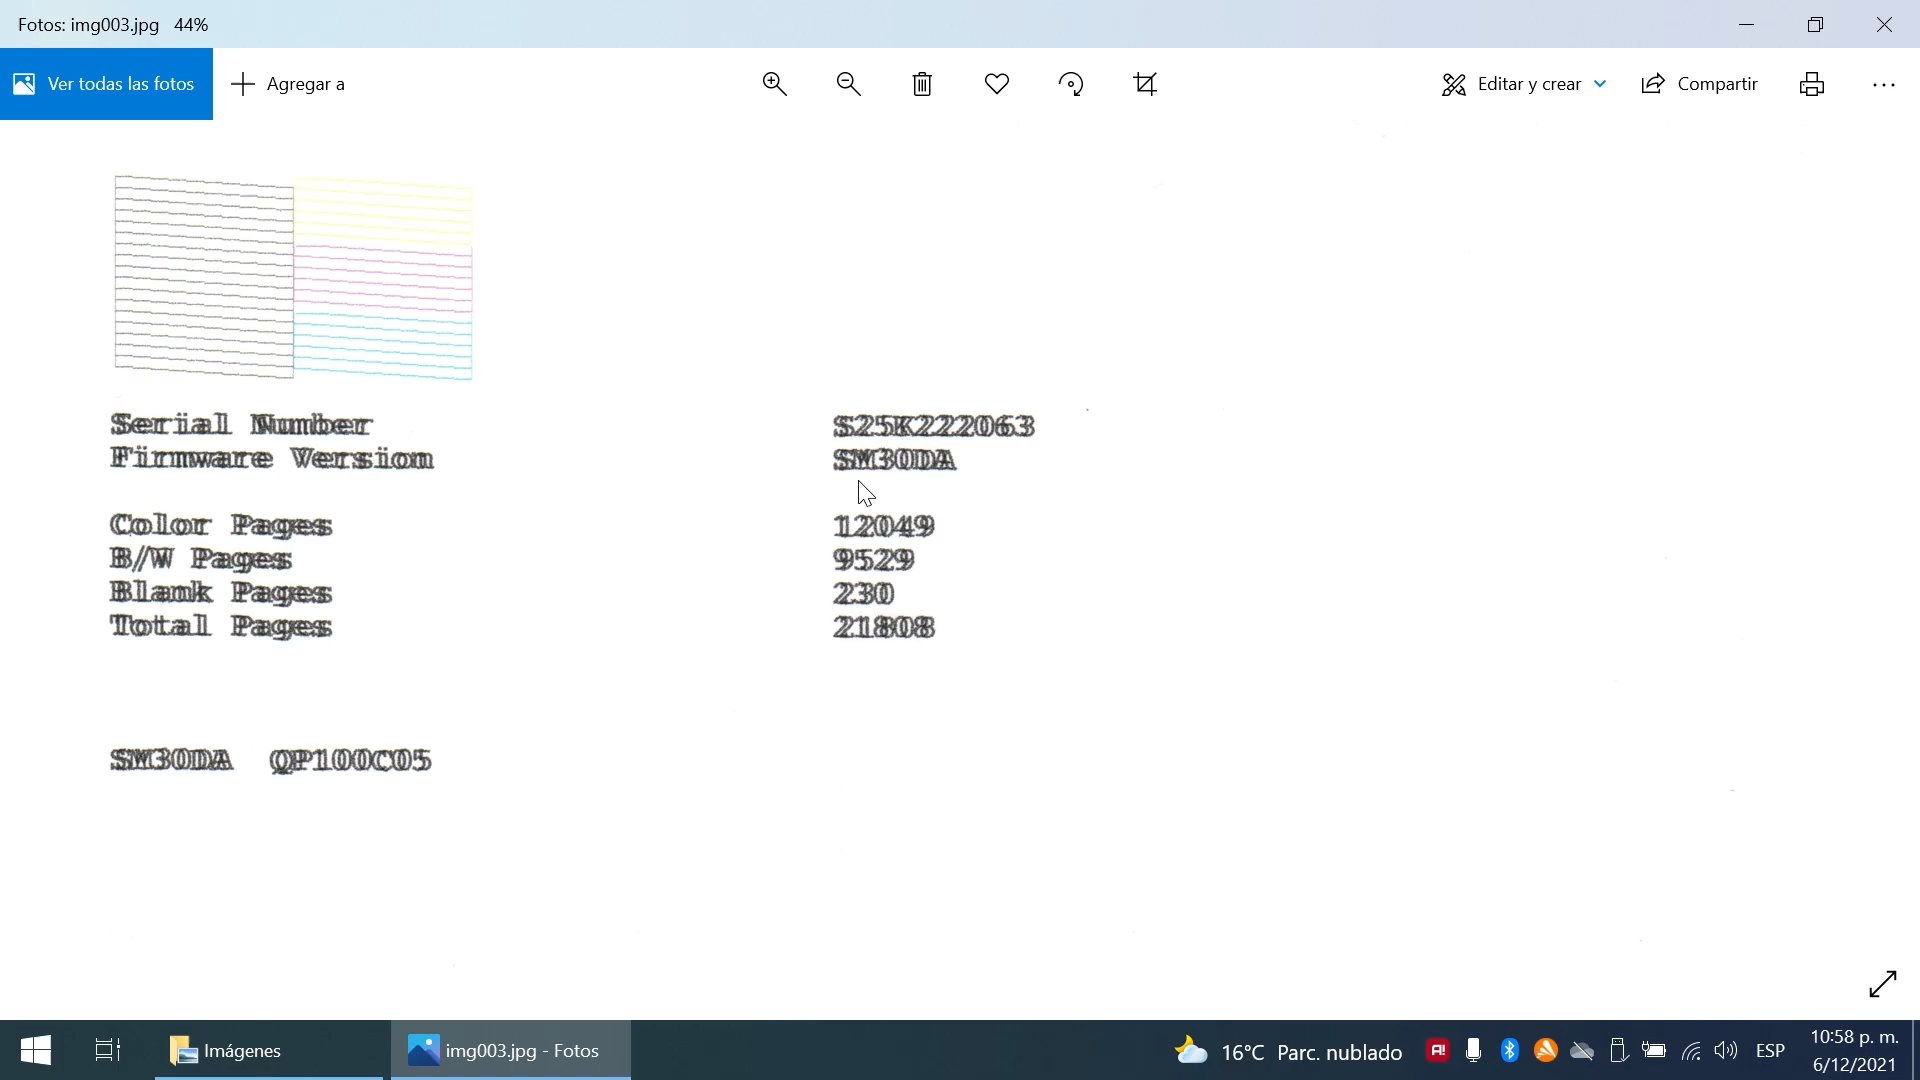 Fotos: img003.jpg 44%
Ver todas las fotos
Agregar a
Editar y crear
Compartir
Serial Number S25K222063
Firmware Version SM30DA
Color Pages 12049
B/W Pages 9529
Blank Pages 230
Total Pages 21808
SM30DA QP100C05
Imágenes
img003.jpg - Fotos
16°C Parc. nublado
ESP
10:58 p. m.
6/12/2021